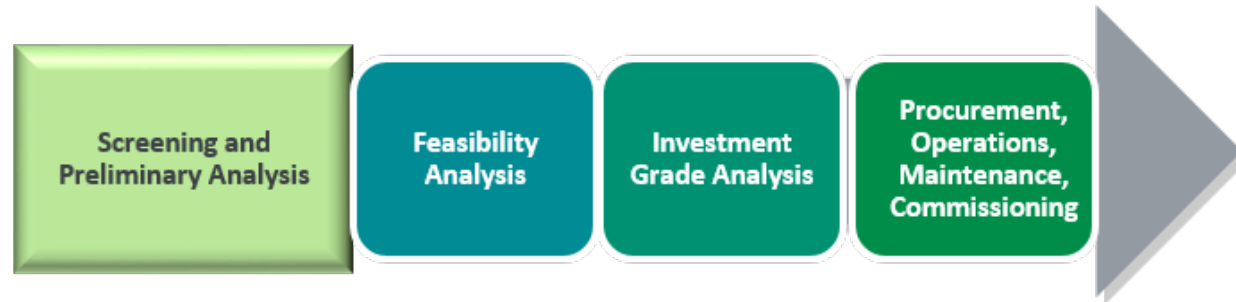 Screening and
Preliminary Analysis
Feasibility
Analysis
Investment
Grade Analysis
Procurement,
Operations,
Maintenance,
Commissioning